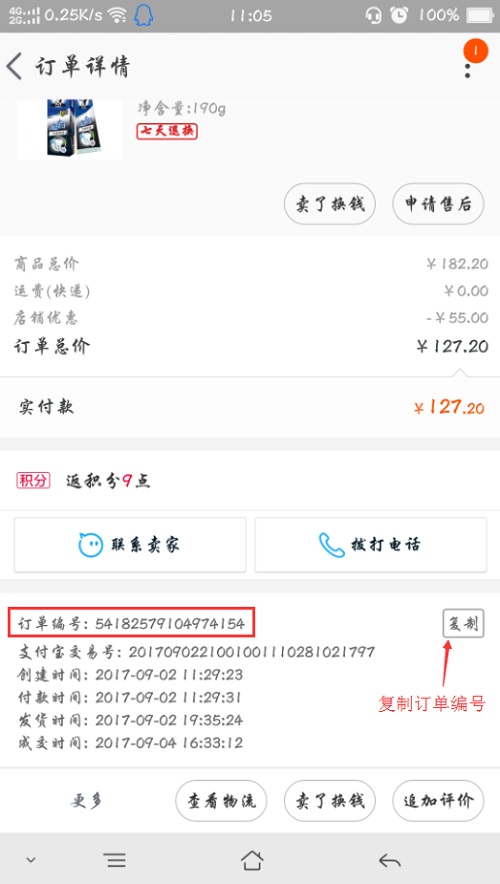 4G 2G 0.25K/s 11:05 100%
订单详情 1
净含量:190g
七天退换
卖了换钱 申请售后
商品总价 ￥182.20
运费(快递) ￥0.00
店铺优惠 -￥55.00
订单总价 ￥127.20
实付款 ￥127.20
积分 返积分9点
联系卖家 拨打电话
订单编号: 54182579104974154 复制
支付宝交易号: 2017090221001001110281021797
创建时间: 2017-09-02 11:29:23
付款时间: 2017-09-02 11:29:31
复制订单编号
发货时间: 2017-09-02 19:35:24
成交时间: 2017-09-04 16:33:12
更多 查看物流 卖了换钱 追加评价